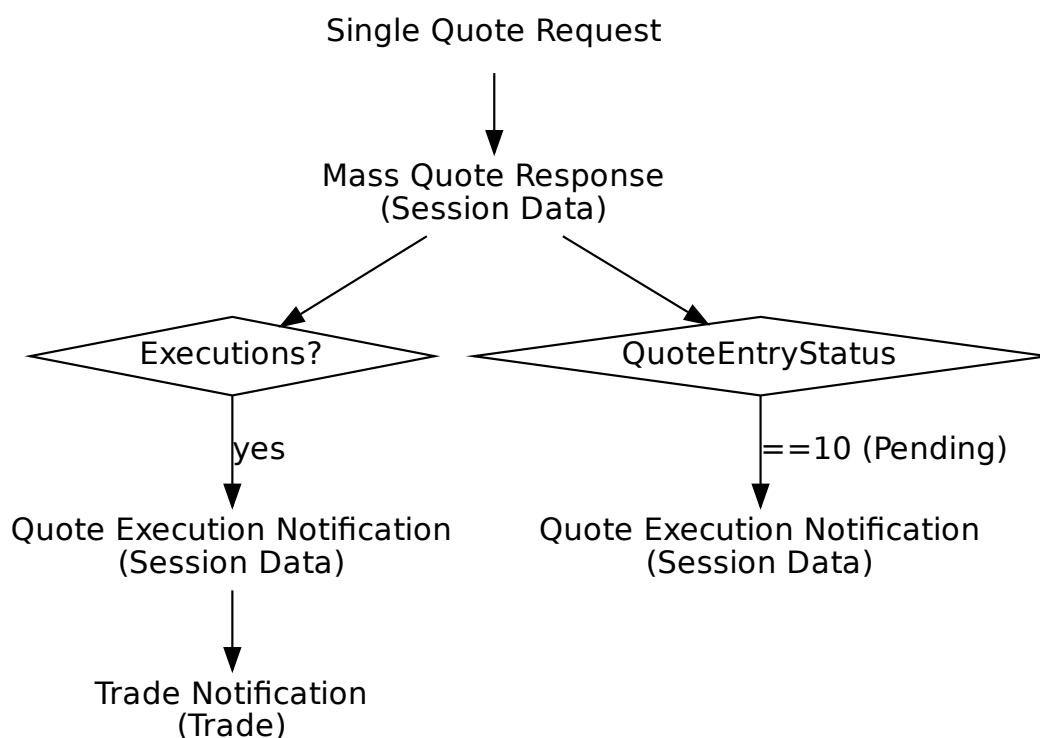 Single Quote Request
Mass Quote Response
(Session Data)
Executions?
QuoteEntryStatus
yes
==10 (Pending)
Quote Execution Notification
(Session Data)
Quote Execution Notification
(Session Data)
Trade Notification
(Trade)